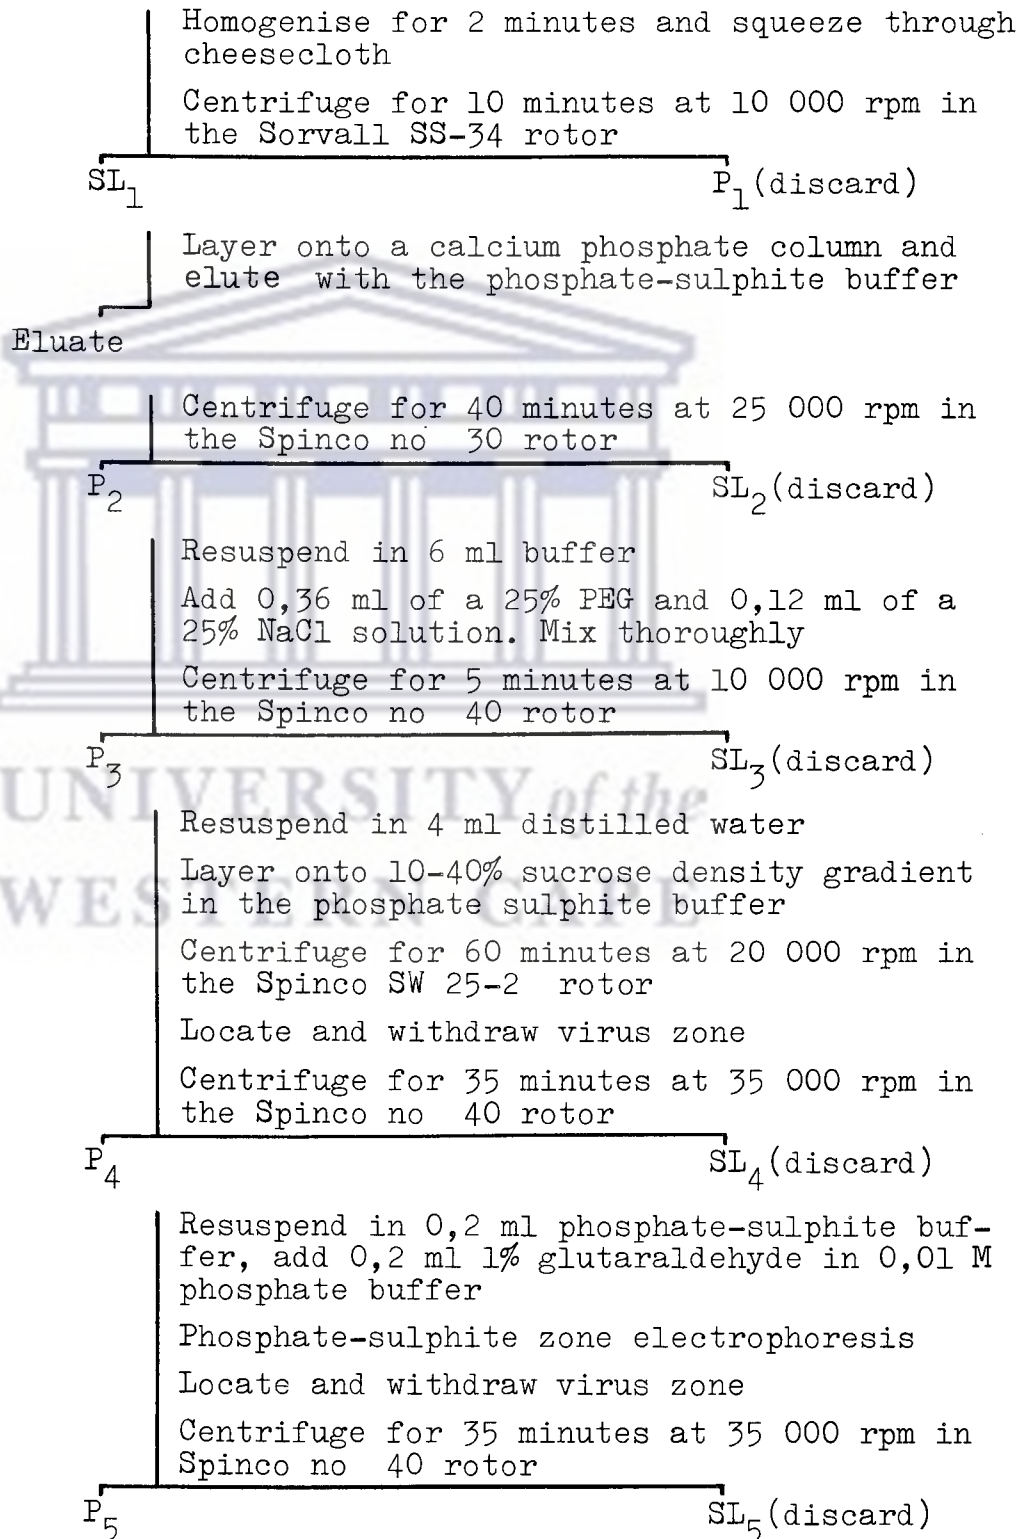 Homogenise for 2 minutes and squeeze through
cheesecloth
Centrifuge for 10 minutes at 10 000 rpm in
the Sorvall SS-34 rotor
SL1 P1(discard)
Layer onto a calcium phosphate column and
elute with the phosphate-sulphite buffer
Eluate
Centrifuge for 40 minutes at 25 000 rpm in
the Spinco no 30 rotor
P2 SL2(discard)
Resuspend in 6 ml buffer
Add 0,36 ml of a 25% PEG and 0,12 ml of a
25% NaCl solution. Mix thoroughly
Centrifuge for 5 minutes at 10 000 rpm in
the Spinco no 40 rotor
P3 SL3(discard)
UNIVERSITY of the
Resuspend in 4 ml distilled water
Layer onto 10-40% sucrose density gradient
in the phosphate sulphite buffer
WESTERN CAPE
Centrifuge for 60 minutes at 20 000 rpm in
the Spinco SW 25-2 rotor
Locate and withdraw virus zone
Centrifuge for 35 minutes at 35 000 rpm in
the Spinco no 40 rotor
P4 SL4(discard)
Resuspend in 0,2 ml phosphate-sulphite buf-
fer, add 0,2 ml 1% glutaraldehyde in 0,01 M
phosphate buffer
Phosphate-sulphite zone electrophoresis
Locate and withdraw virus zone
Centrifuge for 35 minutes at 35 000 rpm in
Spinco no 40 rotor
P5 SL5(discard)